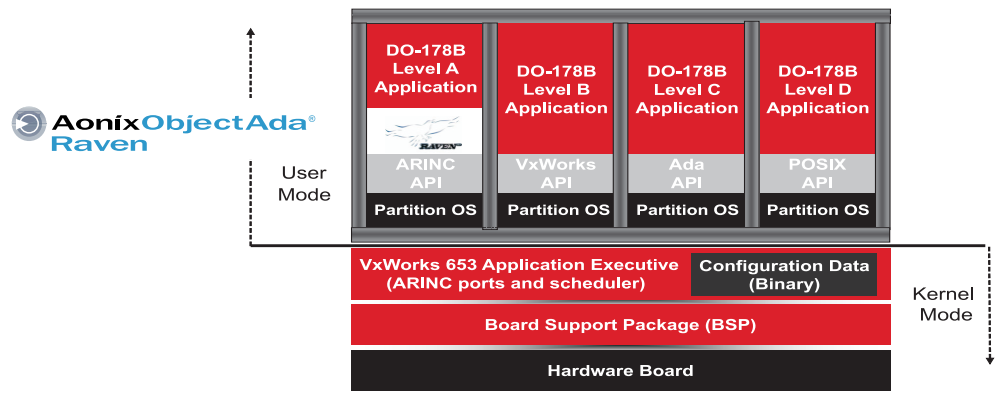 DO-178B
Level A
Application
DO-178B
Level B
Application
DO-178B
Level C
Application
DO-178B
Level D
Application
AonixObjectAda®
Raven
RAVEN™
User
Mode
ARINC
API
VxWorks
API
Ada
API
POSIX
API
Partition OS
Partition OS
Partition OS
Partition OS
VxWorks 653 Application Executive
(ARINC ports and scheduler)
Configuration Data
(Binary)
Kernel
Mode
Board Support Package (BSP)
Hardware Board